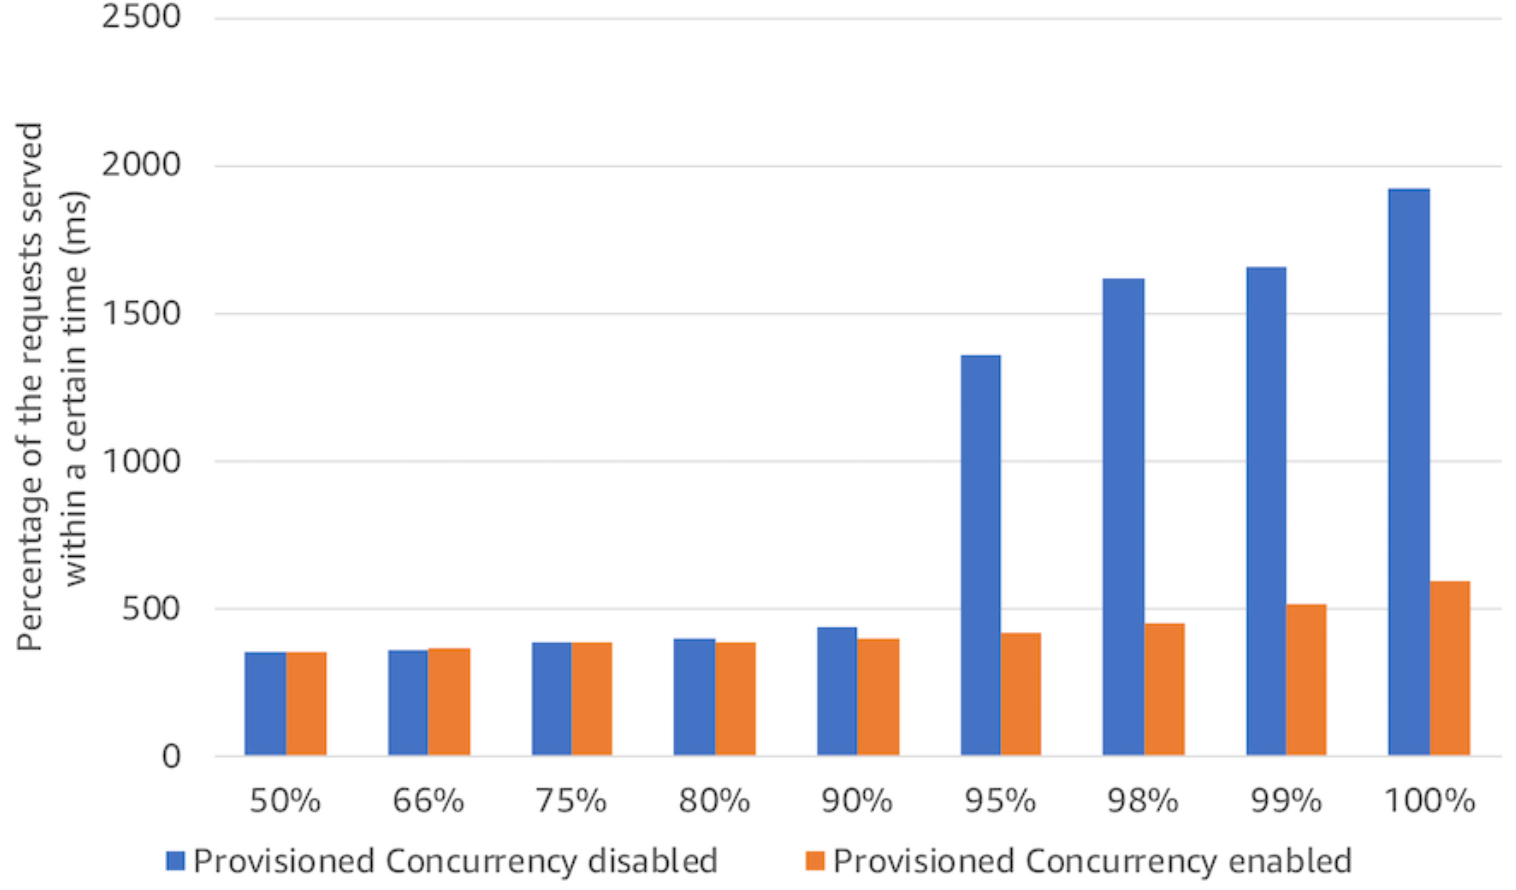 Percentage of the requests served
within a certain time (ms)
2500
2000
1500
1000
500
0
50% 66% 75% 80% 90% 95% 98% 99% 100%
Provisioned Concurrency disabled Provisioned Concurrency enabled